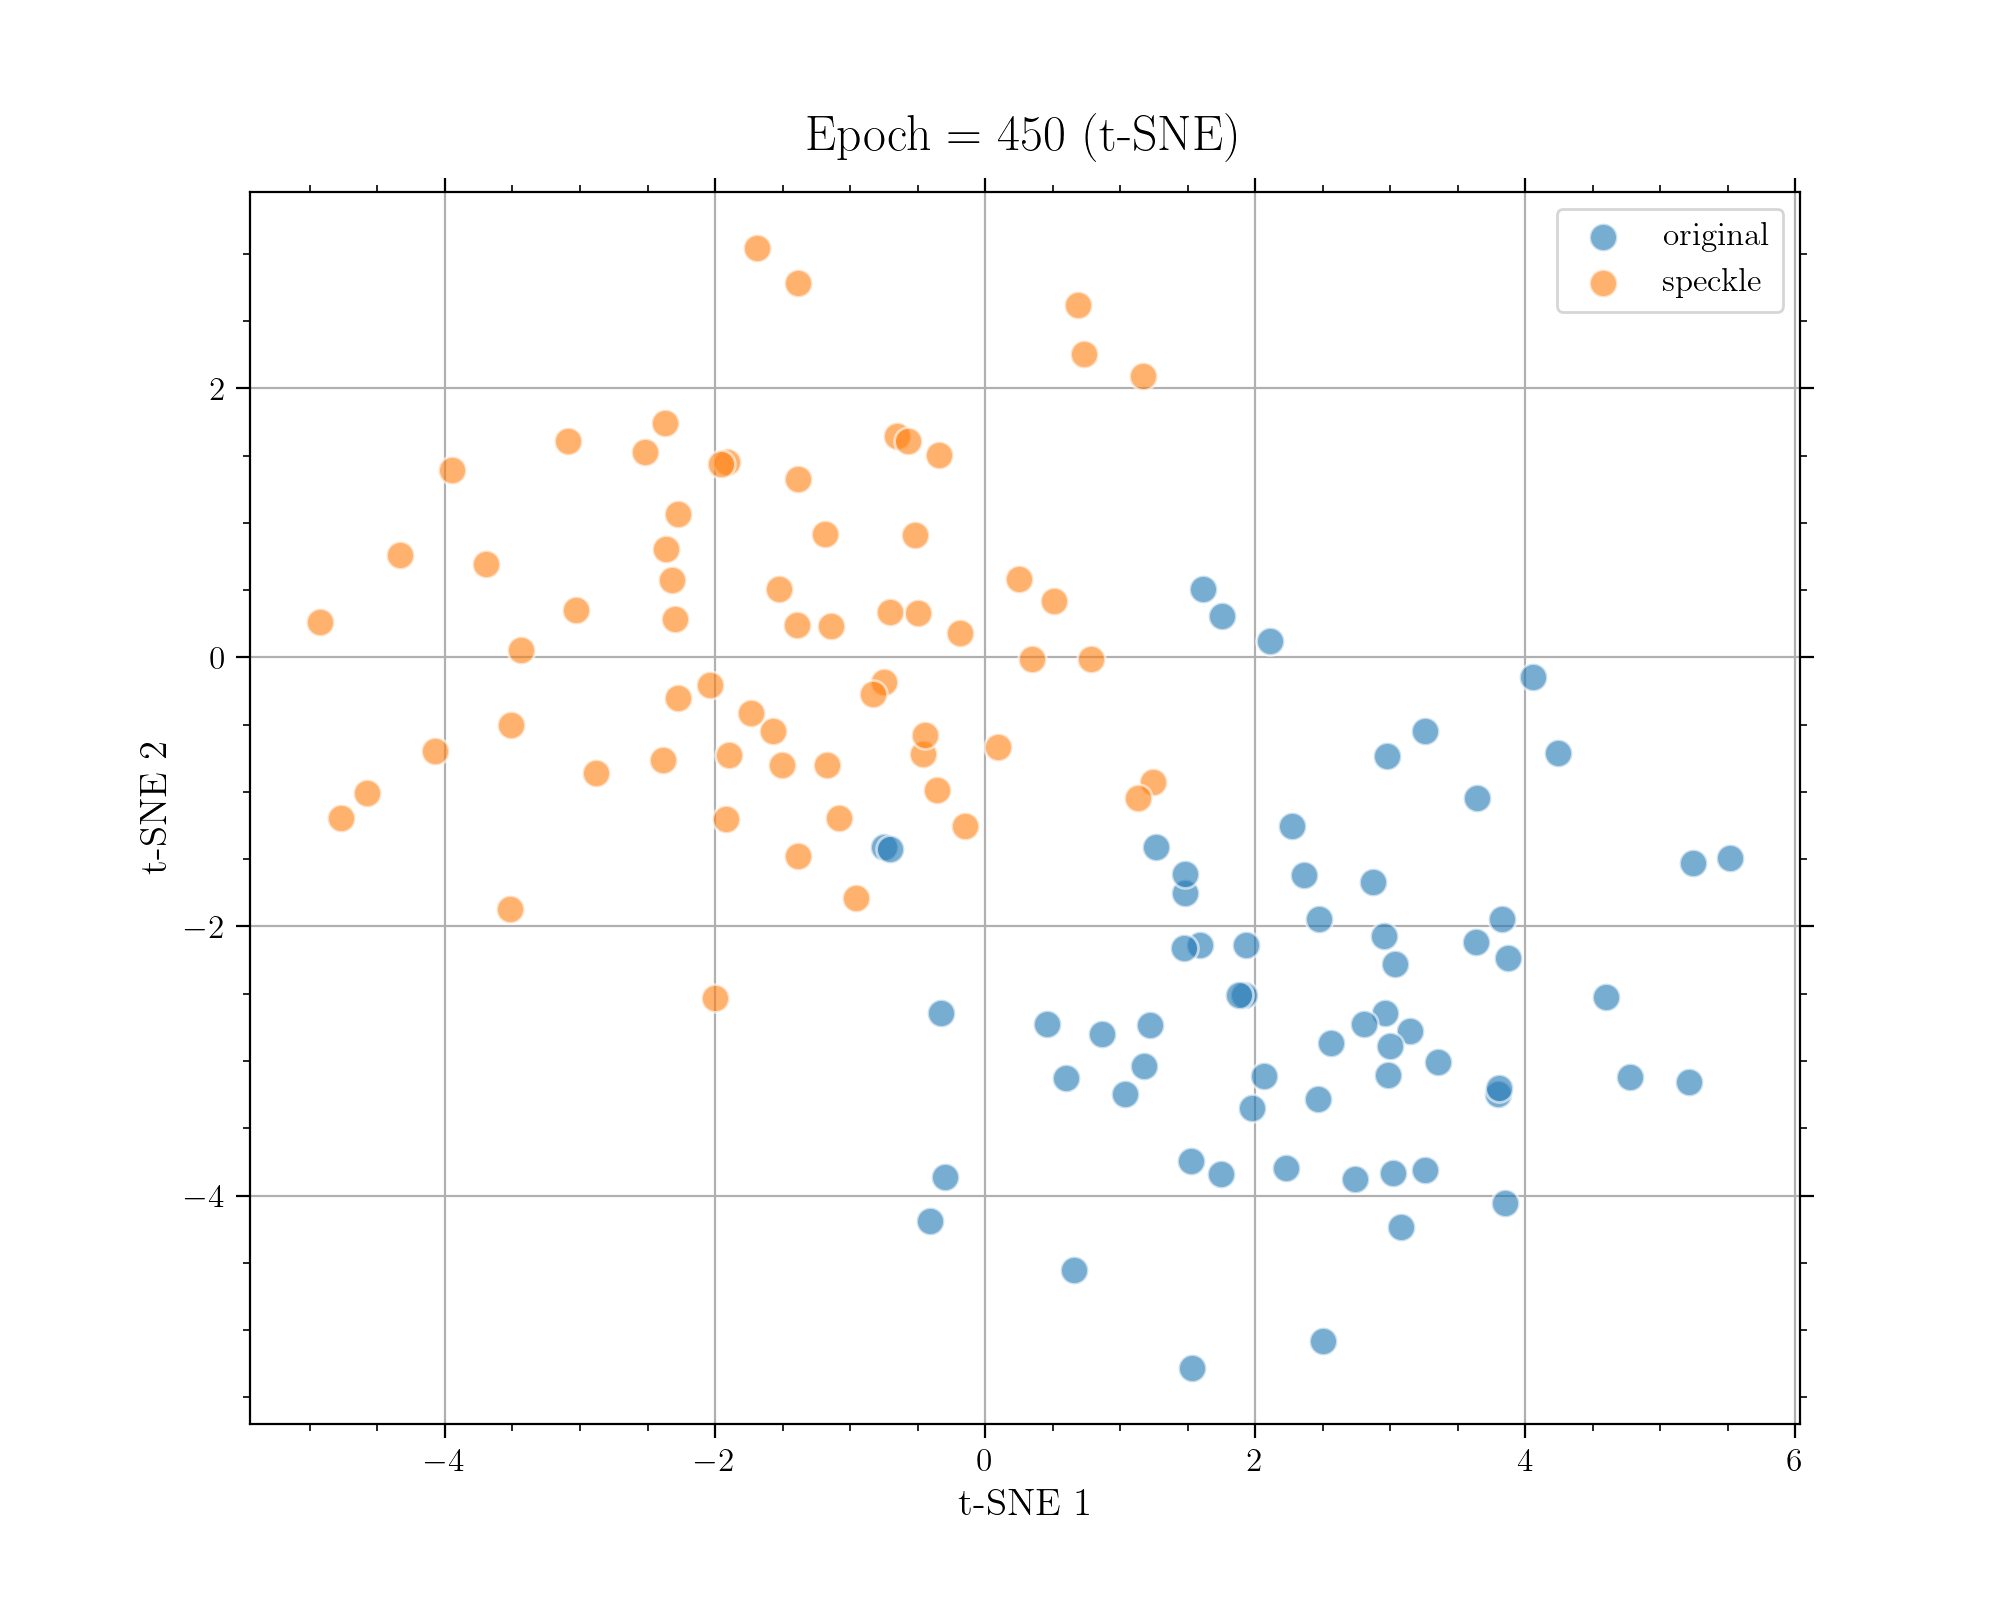 Epoch = 450 (t-SNE)
original
speckle
2
0
−2
−4
t-SNE 2
−4 −2 0 2 4 6
t-SNE 1